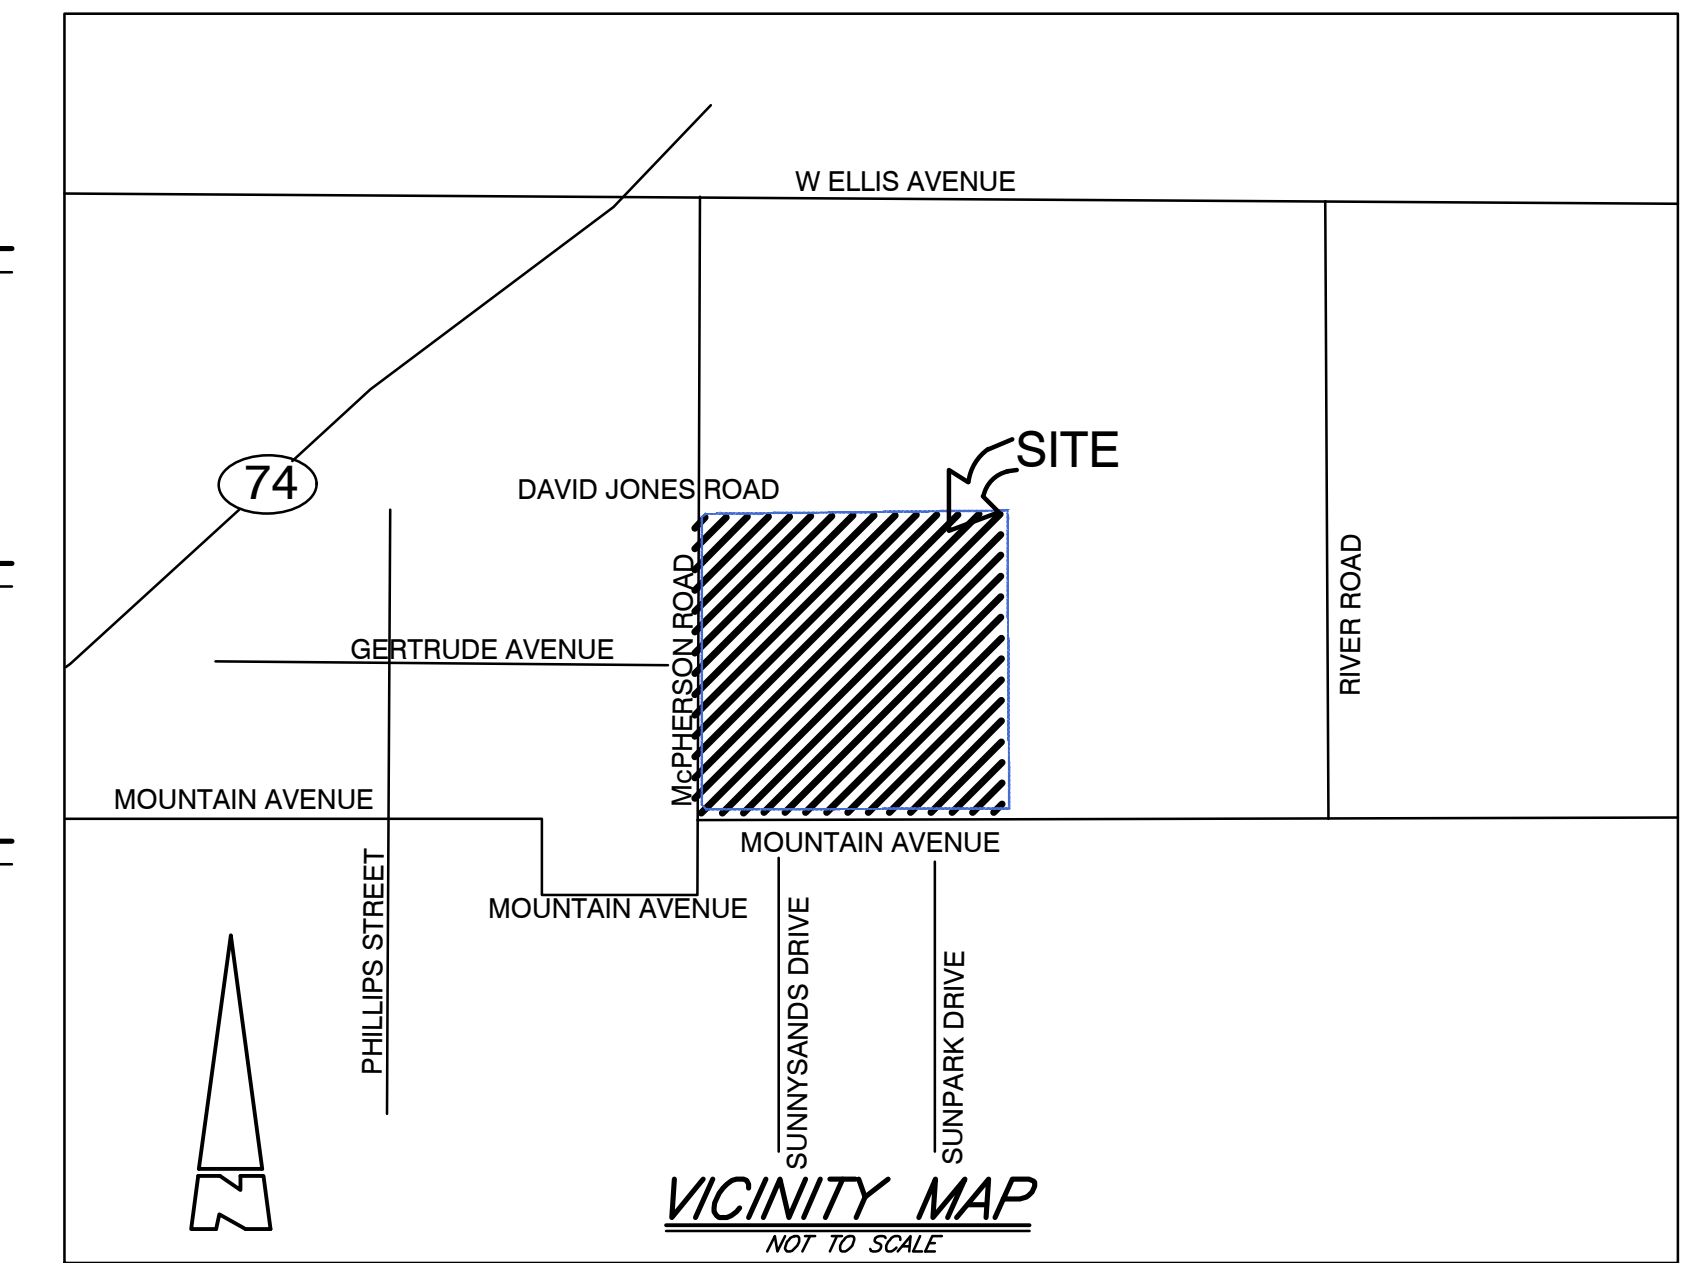 W ELLIS AVENUE
SITE
74
DAVID JONES ROAD
McPHERSON ROAD
RIVER ROAD
GERTRUDE AVENUE
MOUNTAIN AVENUE
MOUNTAIN AVENUE
MOUNTAIN AVENUE
PHILLIPS STREET
SUNNYSANDS DRIVE
SUNPARK DRIVE
N
VICINITY MAP
NOT TO SCALE